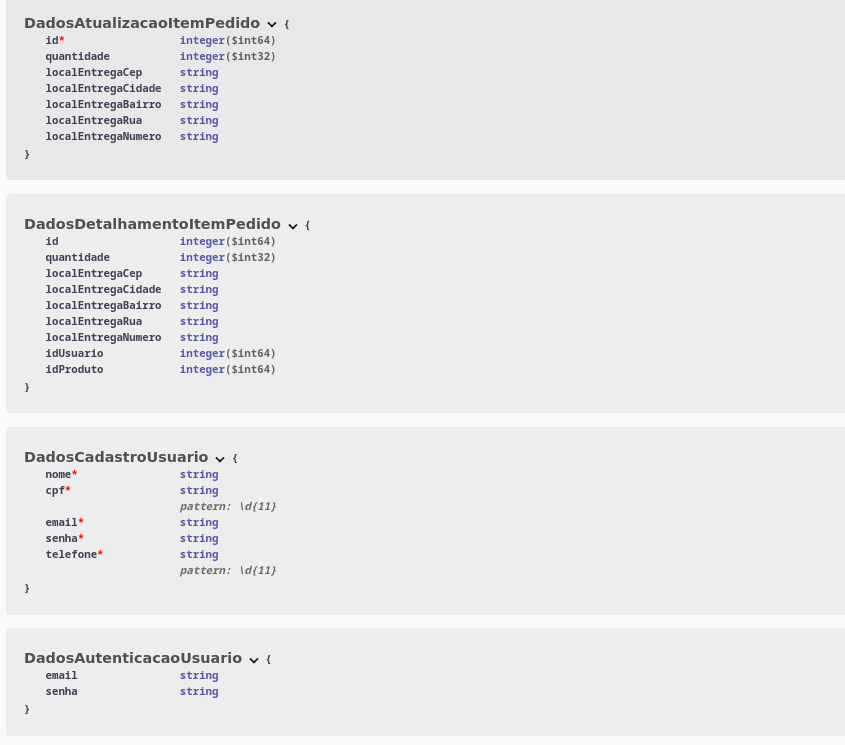 DadosAtualizacaoItemPedido {
id* integer($int64)
quantidade integer($int32)
localEntregaCep string
localEntregaCidade string
localEntregaBairro string
localEntregaRua string
localEntregaNumero string
}
DadosDetalhamentoItemPedido {
id integer($int64)
quantidade integer($int32)
localEntregaCep string
localEntregaCidade string
localEntregaBairro string
localEntregaRua string
localEntregaNumero string
idUsuario integer($int64)
idProduto integer($int64)
}
DadosCadastroUsuario {
nome* string
cpf* string
pattern: \d{11}
email* string
senha* string
telefone* string
pattern: \d{11}
}
DadosAutenticacaoUsuario {
email string
senha string
}